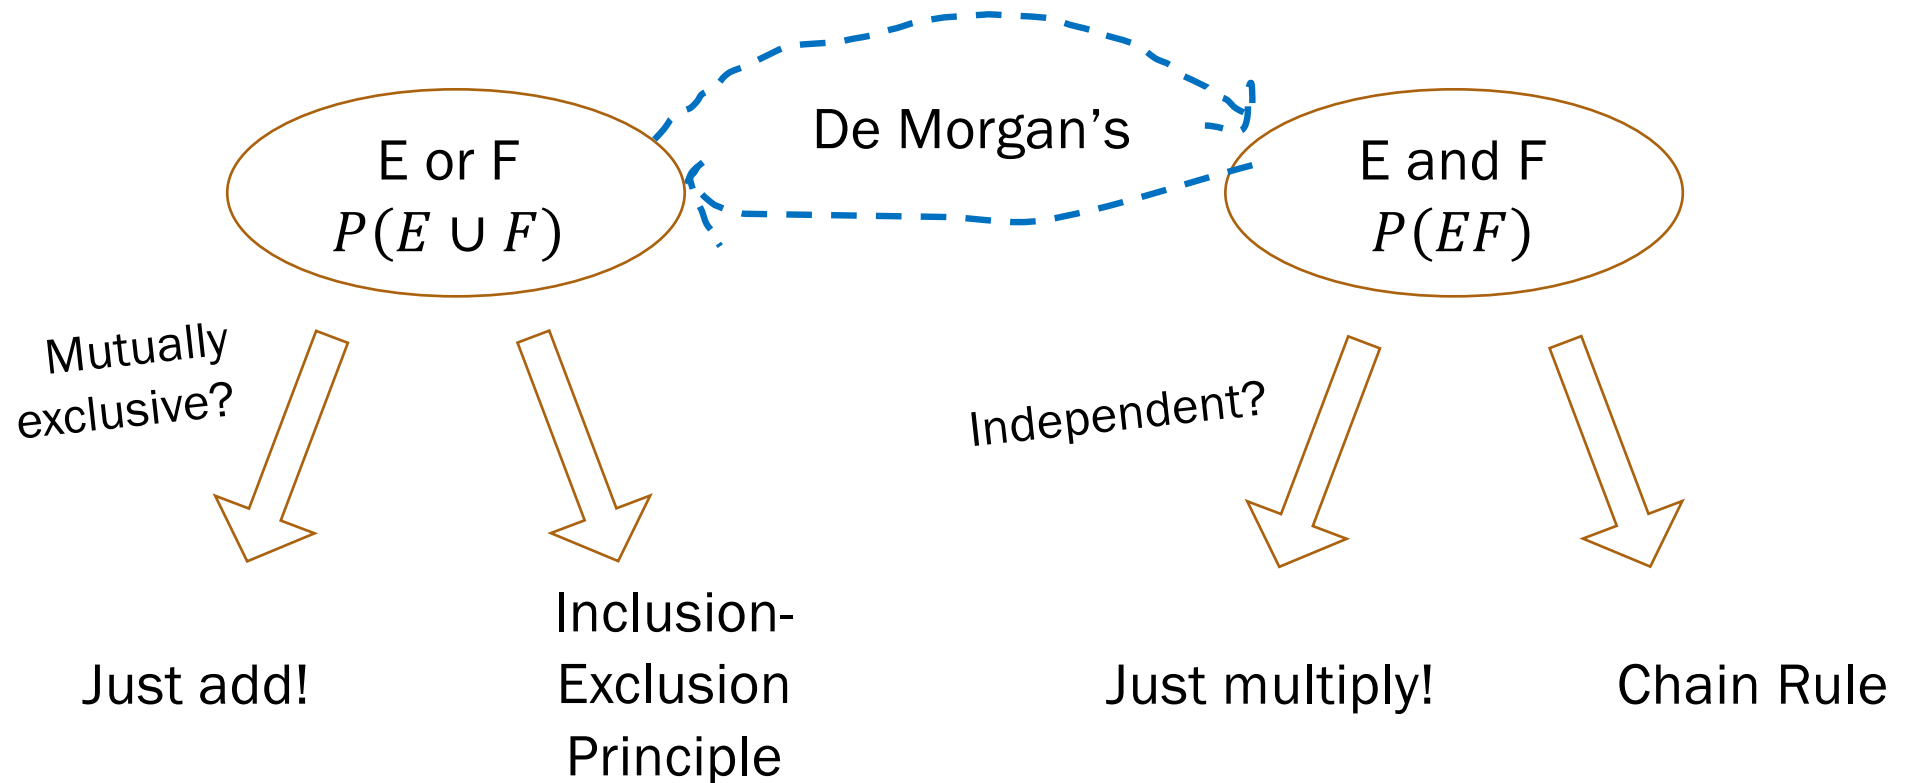 De Morgan’s
E or F
P(E ∪ F)
E and F
P(EF)
Mutually
exclusive?
Independent?
Just add!
Inclusion-
Exclusion
Principle
Just multiply!
Chain Rule